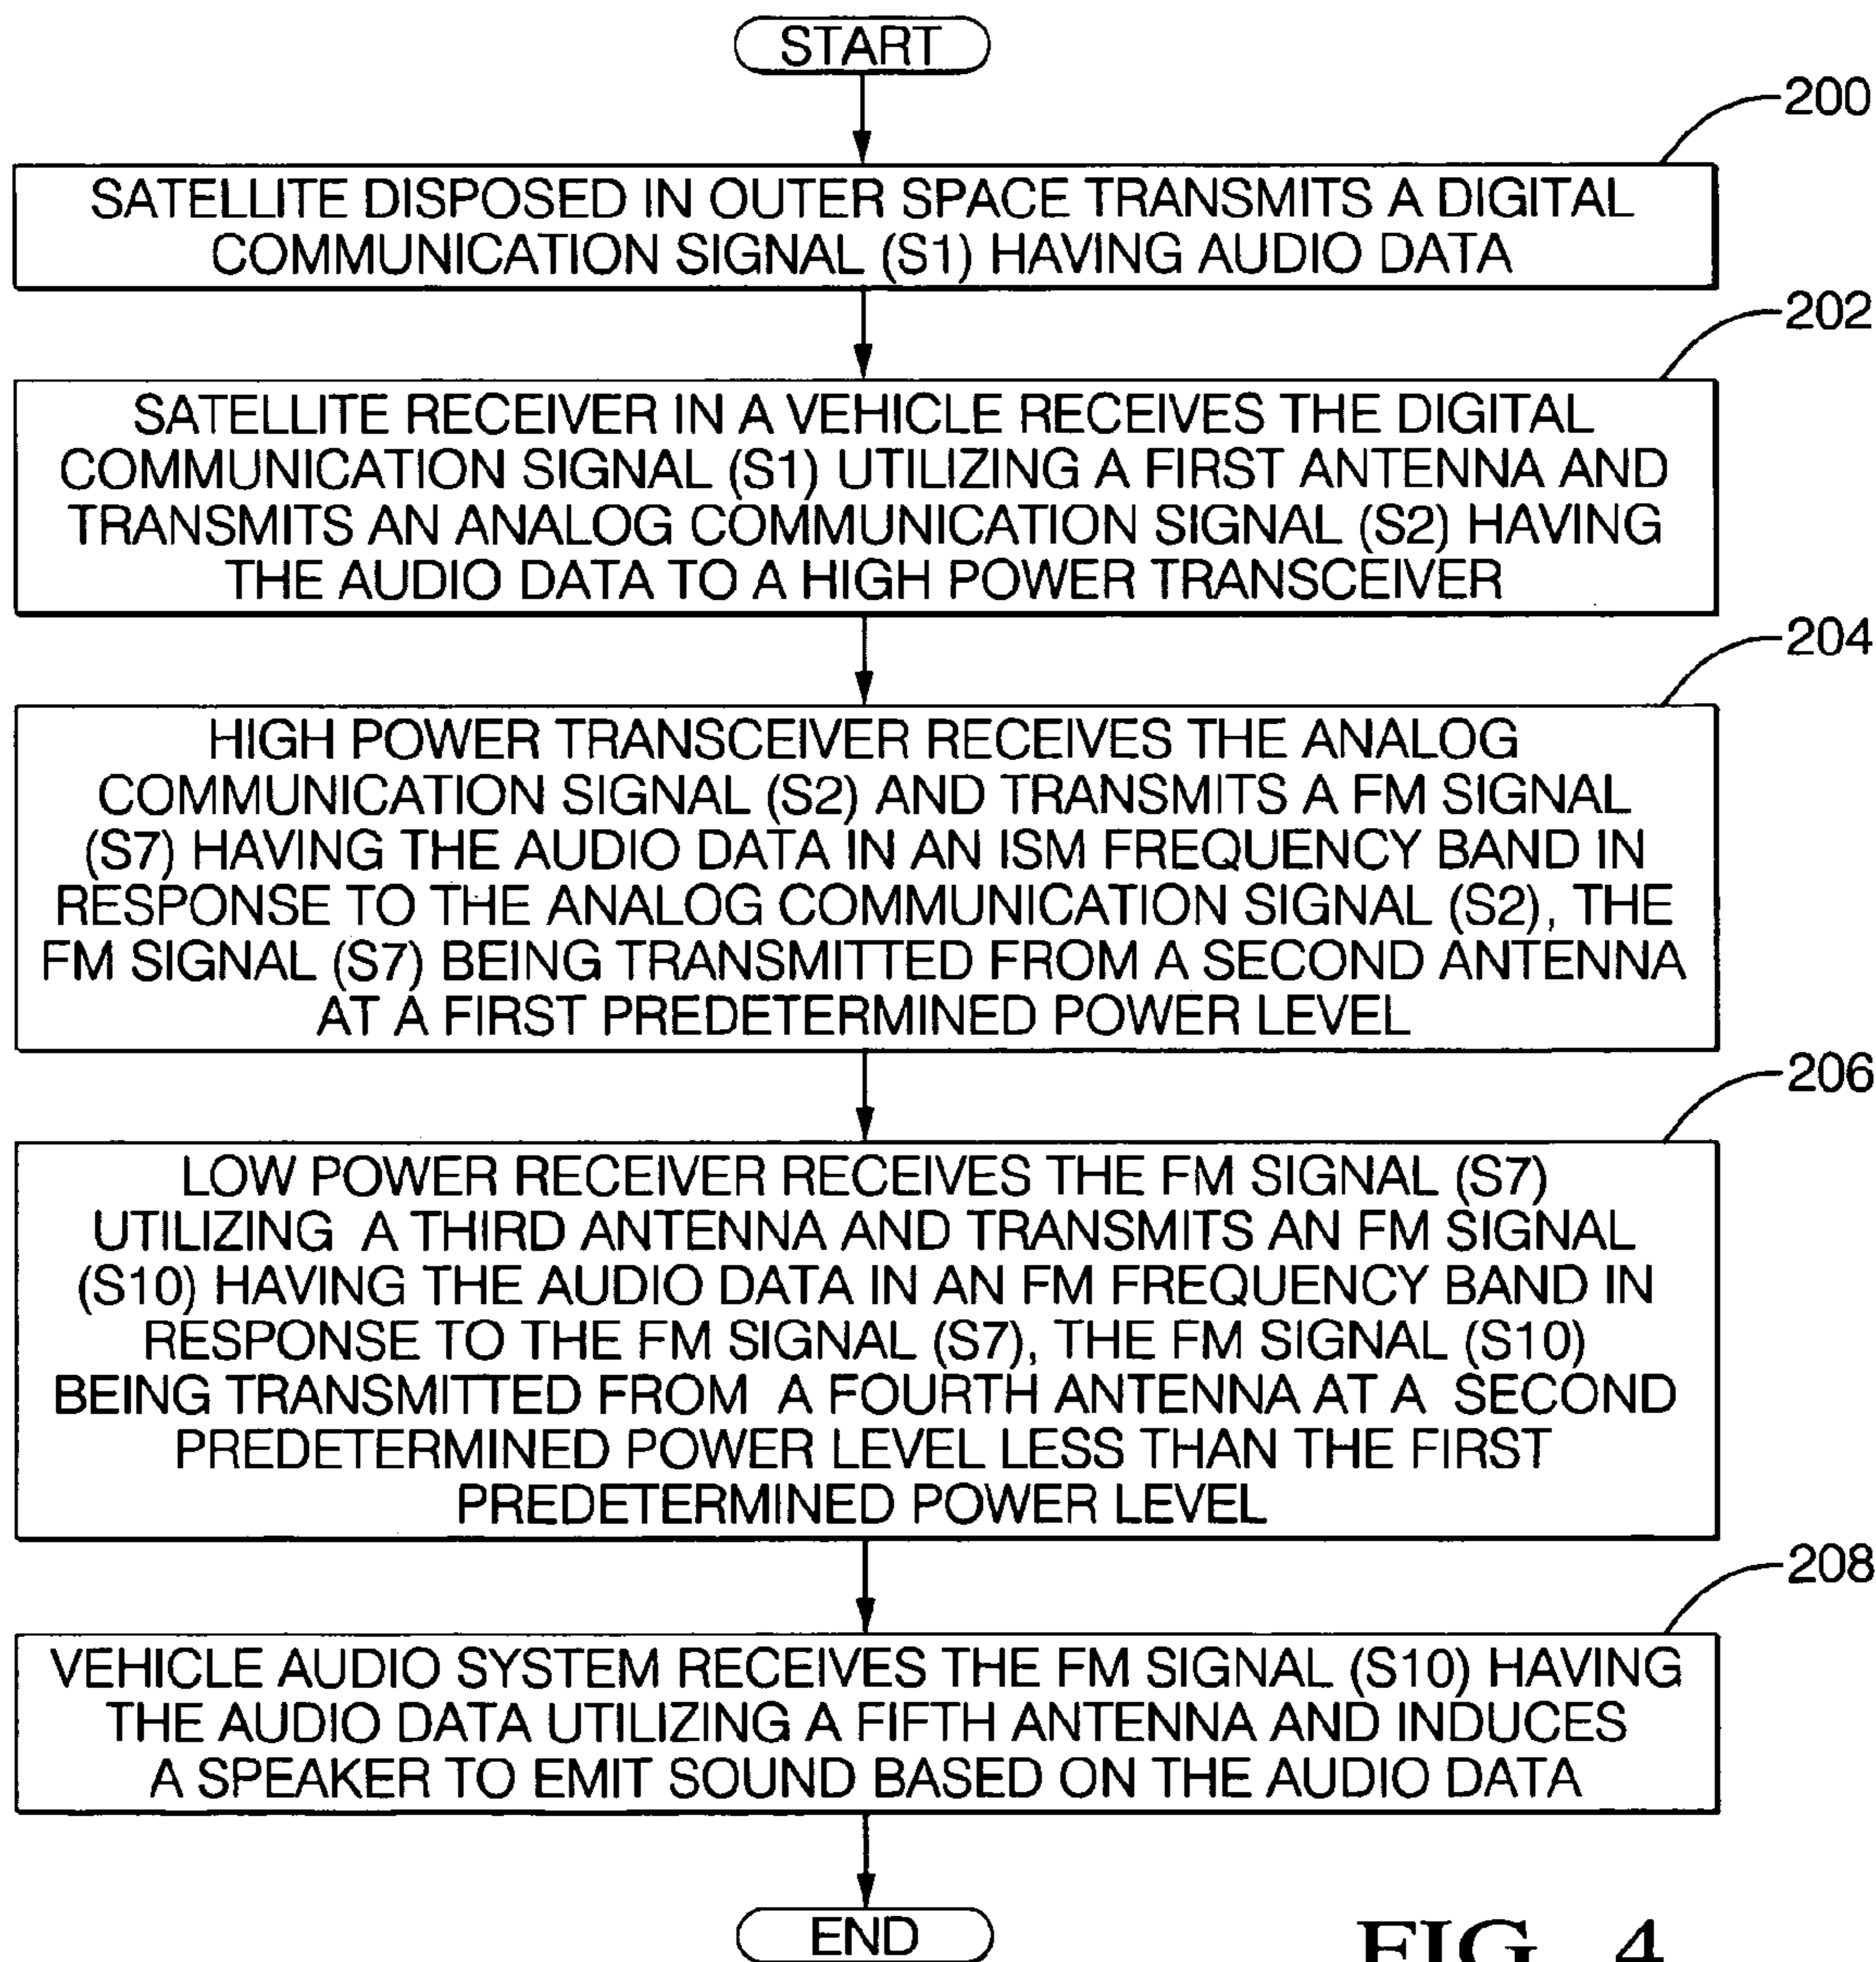 START
200
SATELLITE DISPOSED IN OUTER SPACE TRANSMITS A DIGITAL
COMMUNICATION SIGNAL (S1) HAVING AUDIO DATA
202
SATELLITE RECEIVER IN A VEHICLE RECEIVES THE DIGITAL
COMMUNICATION SIGNAL (S1) UTILIZING A FIRST ANTENNA AND
TRANSMITS AN ANALOG COMMUNICATION SIGNAL (S2) HAVING
THE AUDIO DATA TO A HIGH POWER TRANSCEIVER
204
HIGH POWER TRANSCEIVER RECEIVES THE ANALOG
COMMUNICATION SIGNAL (S2) AND TRANSMITS A FM SIGNAL
(S7) HAVING THE AUDIO DATA IN AN ISM FREQUENCY BAND IN
RESPONSE TO THE ANALOG COMMUNICATION SIGNAL (S2), THE
FM SIGNAL (S7) BEING TRANSMITTED FROM A SECOND ANTENNA
AT A FIRST PREDETERMINED POWER LEVEL
206
LOW POWER RECEIVER RECEIVES THE FM SIGNAL (S7)
UTILIZING A THIRD ANTENNA AND TRANSMITS AN FM SIGNAL
(S10) HAVING THE AUDIO DATA IN AN FM FREQUENCY BAND IN
RESPONSE TO THE FM SIGNAL (S7), THE FM SIGNAL (S10)
BEING TRANSMITTED FROM A FOURTH ANTENNA AT A SECOND
PREDETERMINED POWER LEVEL LESS THAN THE FIRST
PREDETERMINED POWER LEVEL
208
VEHICLE AUDIO SYSTEM RECEIVES THE FM SIGNAL (S10) HAVING
THE AUDIO DATA UTILIZING A FIFTH ANTENNA AND INDUCES
A SPEAKER TO EMIT SOUND BASED ON THE AUDIO DATA
END
FIG. 4